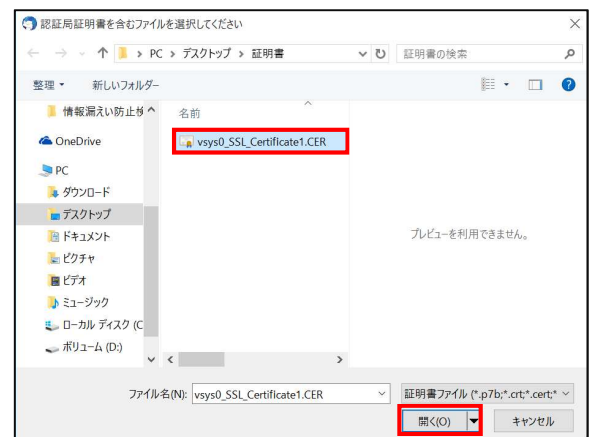 認証局証明書を含むファイルを選択してください
PC > デスクトップ > 証明書
証明書の検索
整理
新しいフォルダー
情報漏えい防止検
名前
OneDrive
vsys0_SSL_Certificate1.CER
PC
ダウンロード
デスクトップ
ドキュメント
ピクチャ
ビデオ
ミュージック
ローカル ディスク (C
ボリューム (D:)
プレビューを利用できません。
ファイル名(N):
vsys0_SSL_Certificate1.CER
証明書ファイル (*.p7b;*.crt;*.cert;*
開く(O)
キャンセル